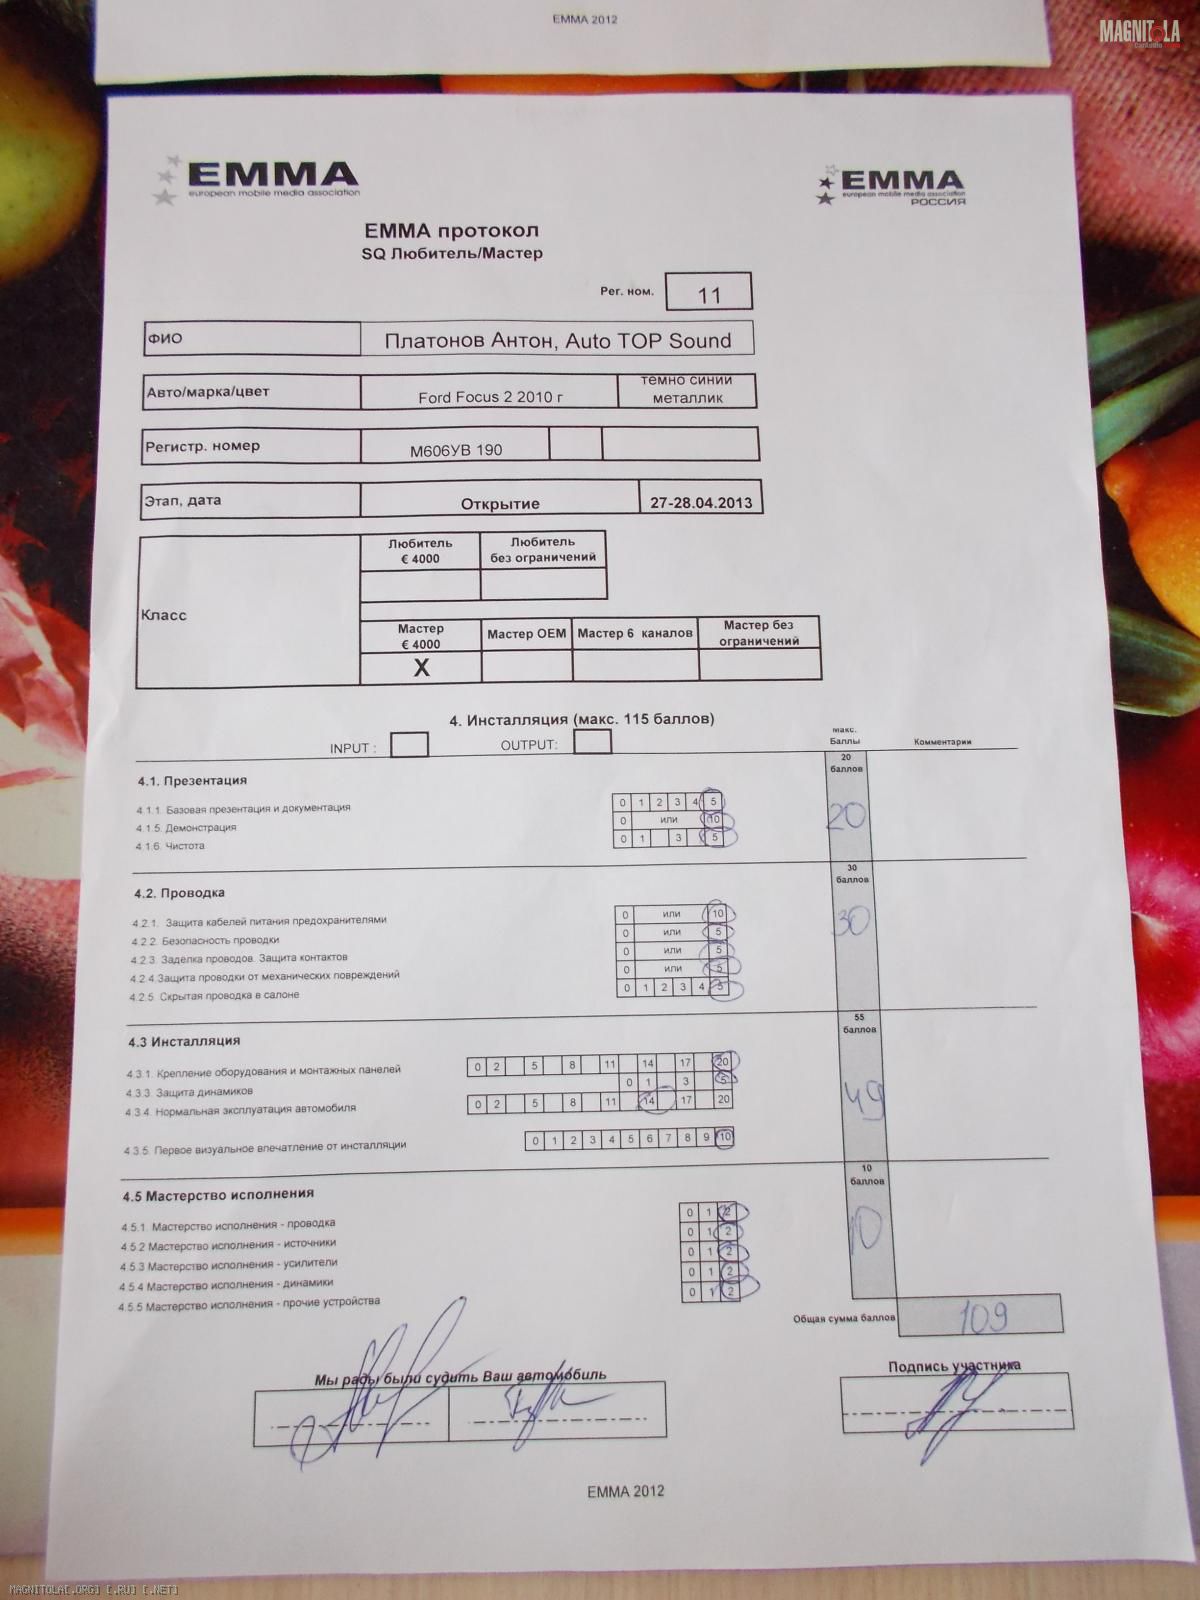 EMMA 2012
MAGNITOLA
EMMA
european mobile media association
EMMA
european mobile media association
РОССИЯ
ЕММА протокол
SQ Любитель/Мастер
Рег. ном. 11
ФИО Платонов Антон, Auto TOP Sound
Авто/марка/цвет Ford Focus 2 2010 г темно синий металлик
Регистр. номер М606УВ 190
Этап, дата Открытие 27-28.04.2013
Любитель € 4000 Любитель без ограничений
Класс
Мастер € 4000 Мастер OEM Мастер 6 каналов Мастер без ограничений
X
4. Инсталляция (макс. 115 баллов)
INPUT : OUTPUT: макс. Баллы Комментарии
4.1. Презентация 20 баллов
4.1.1. Базовая презентация и документация 0 1 2 3 4 5
4.1.5. Демонстрация 0 или 10 20
4.1.6. Чистота 0 1 3 5
4.2. Проводка 30 баллов
4.2.1. Защита кабелей питания предохранителями 0 или 10
4.2.2. Безопасность проводки 0 или 5 30
4.2.3. Заделка проводов. Защита контактов 0 или 5
4.2.4.Защита проводки от механических повреждений 0 или 5
4.2.5. Скрытая проводка в салоне 0 1 2 3 4 5
4.3 Инсталляция 55 баллов
4.3.1. Крепление оборудования и монтажных панелей 0 2 5 8 11 14 17 20
4.3.3. Защита динамиков 0 1 3 5
4.3.4. Нормальная эксплуатация автомобиля 0 2 5 8 11 14 17 20 49
4.3.5. Первое визуальное впечатление от инсталляции 0 1 2 3 4 5 6 7 8 9 10
4.5 Мастерство исполнения 10 баллов
4.5.1. Мастерство исполнения - проводка 0 1 2
4.5.2 Мастерство исполнения - источники 0 1 2 10
4.5.3 Мастерство исполнения - усилители 0 1 2
4.5.4 Мастерство исполнения - динамики 0 1 2
4.5.5 Мастерство исполнения - прочие устройства 0 1 2
Общая сумма баллов 109
Мы рады были судить Ваш автомобиль Подпись участника
EMMA 2012
MAGNITOLA[.ORG] [.RU] [.NET]